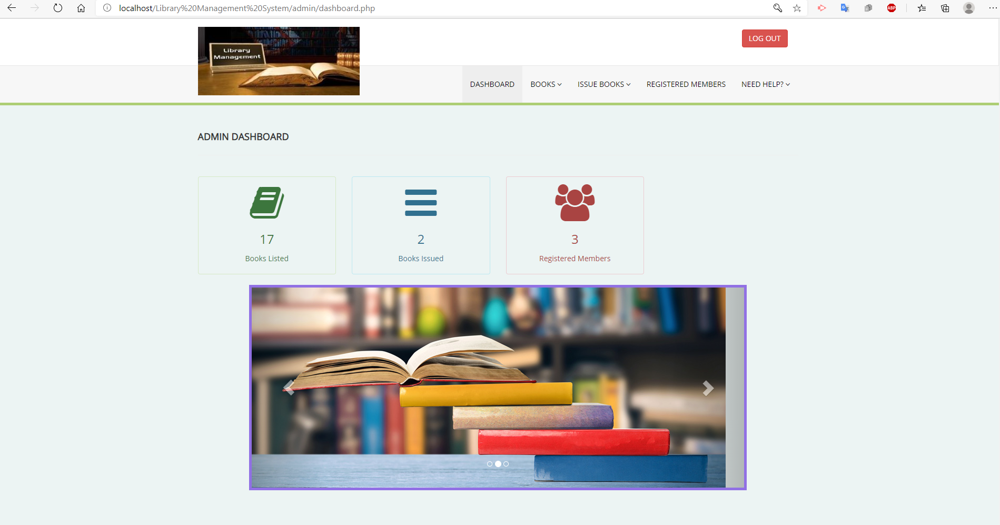 localhost/Library%20Management%20System/admin/dashboard.php
ABP
Library
Management
LOG OUT
DASHBOARD BOOKS ISSUE BOOKS REGISTERED MEMBERS NEED HELP?
ADMIN DASHBOARD
17
Books Listed
2
Books Issued
3
Registered Members